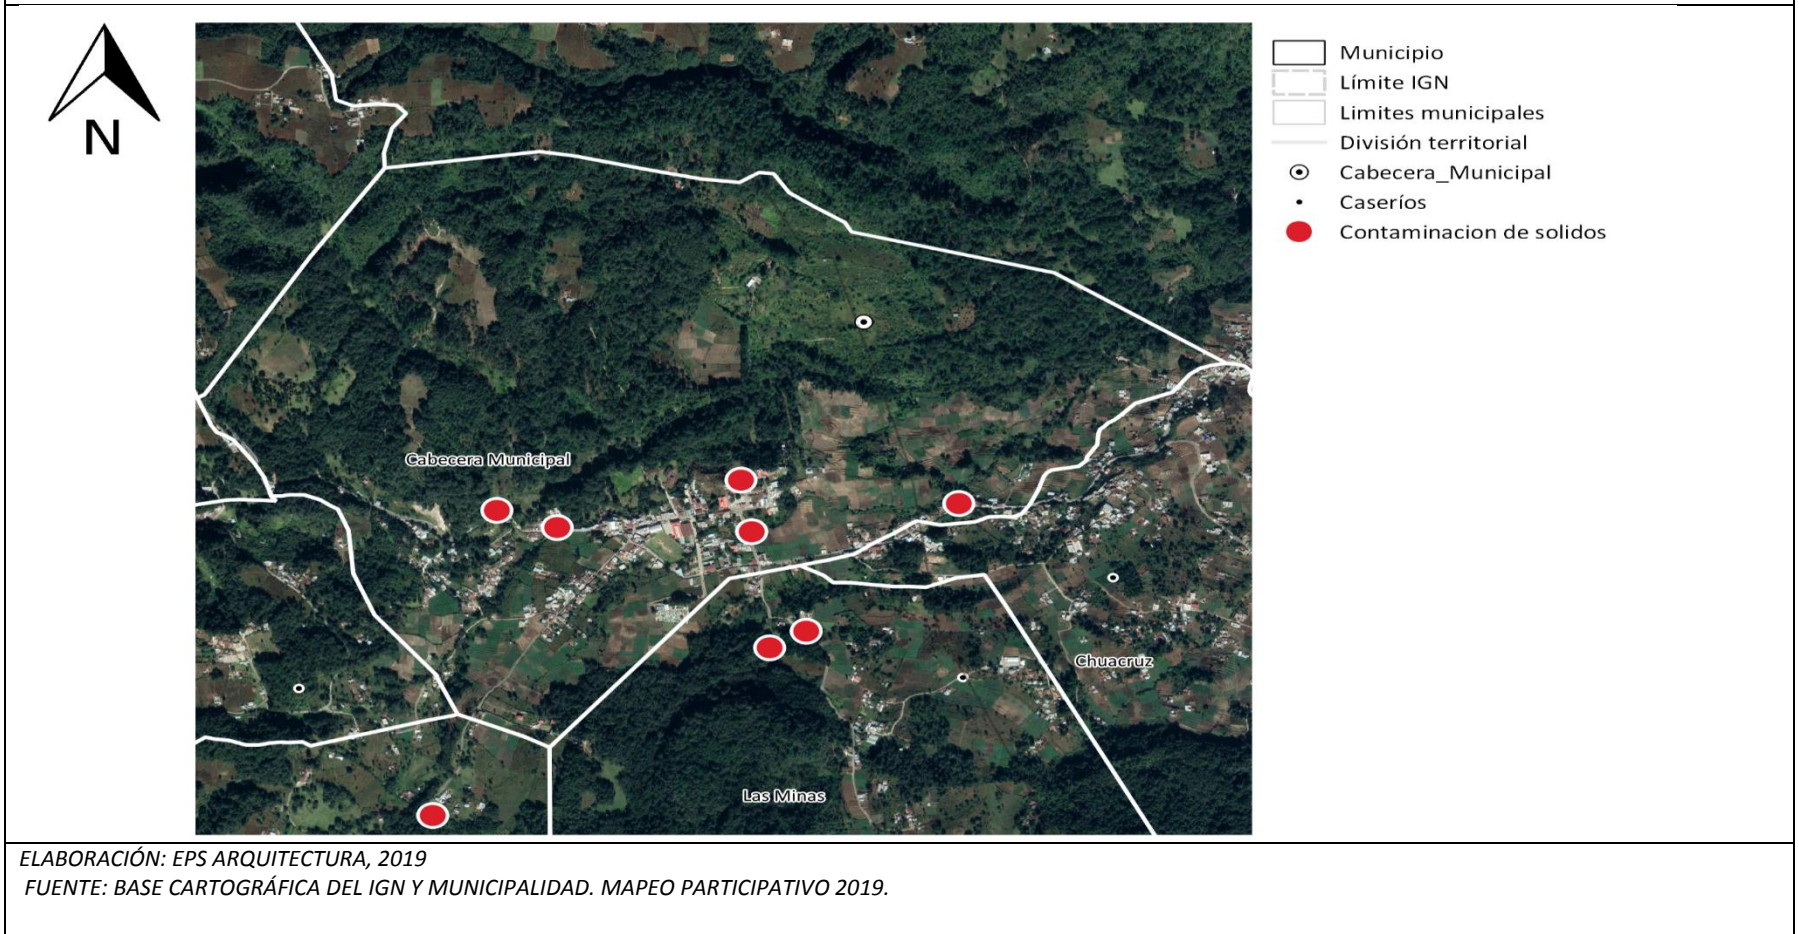 N
Municipio
Límite IGN
Limites municipales
División territorial
Cabecera_Municipal
Caseríos
Contaminacion de solidos
Cabecera Municipal
Chuacruz
Las Minas
ELABORACIÓN: EPS ARQUITECTURA, 2019
FUENTE: BASE CARTOGRÁFICA DEL IGN Y MUNICIPALIDAD. MAPEO PARTICIPATIVO 2019.